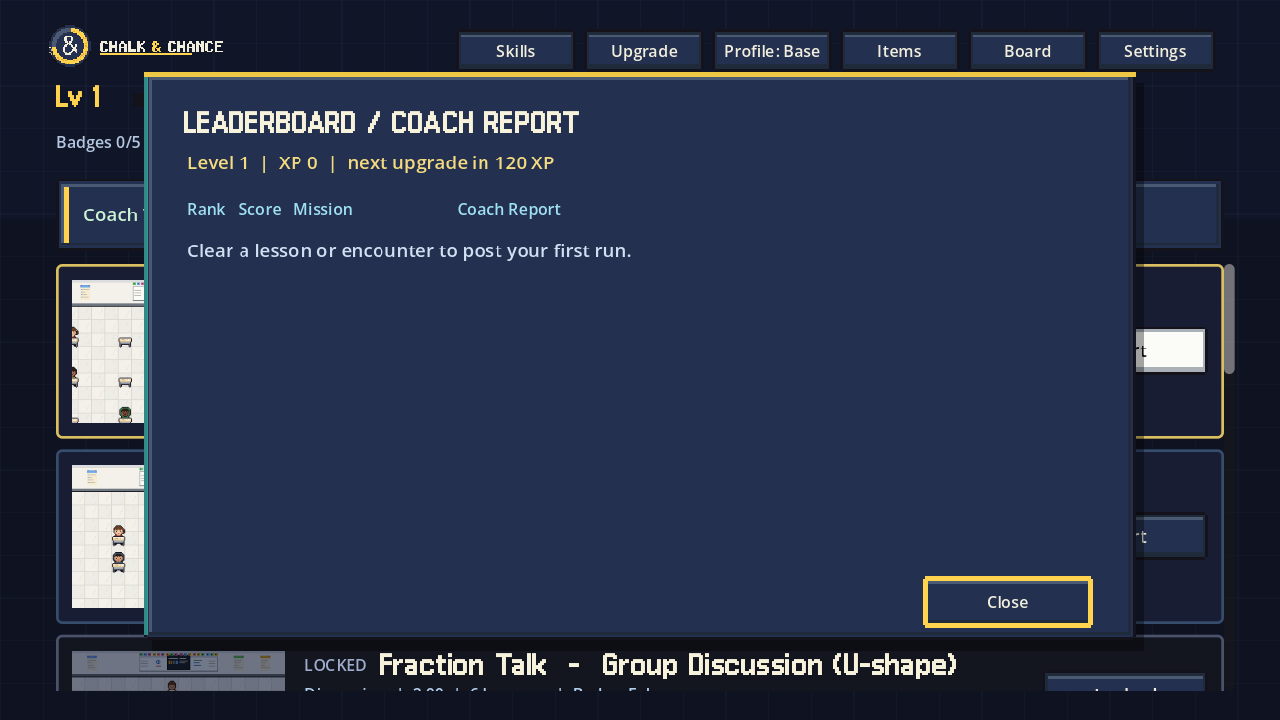 & CHALK & CHANCE
Skills
Upgrade
Profile: Base
Items
Board
Settings
Lv 1
Badges 0/5
Coach
LEADERBOARD / COACH REPORT
Level 1 | XP 0 | next upgrade in 120 XP
Rank Score Mission Coach Report
Clear a lesson or encounter to post your first run.
Close
LOCKED Fraction Talk - Group Discussion (U-shape)